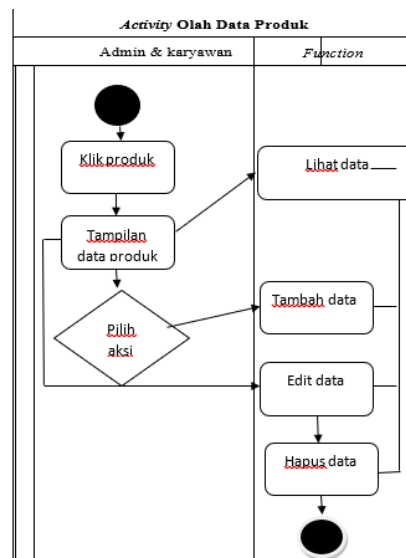 Activity Olah Data Produk
Admin & karyawan
Function
Klik produk
Lihat data
Tampilan
data produk
Pilih
aksi
Tambah data
Edit data
Hapus data